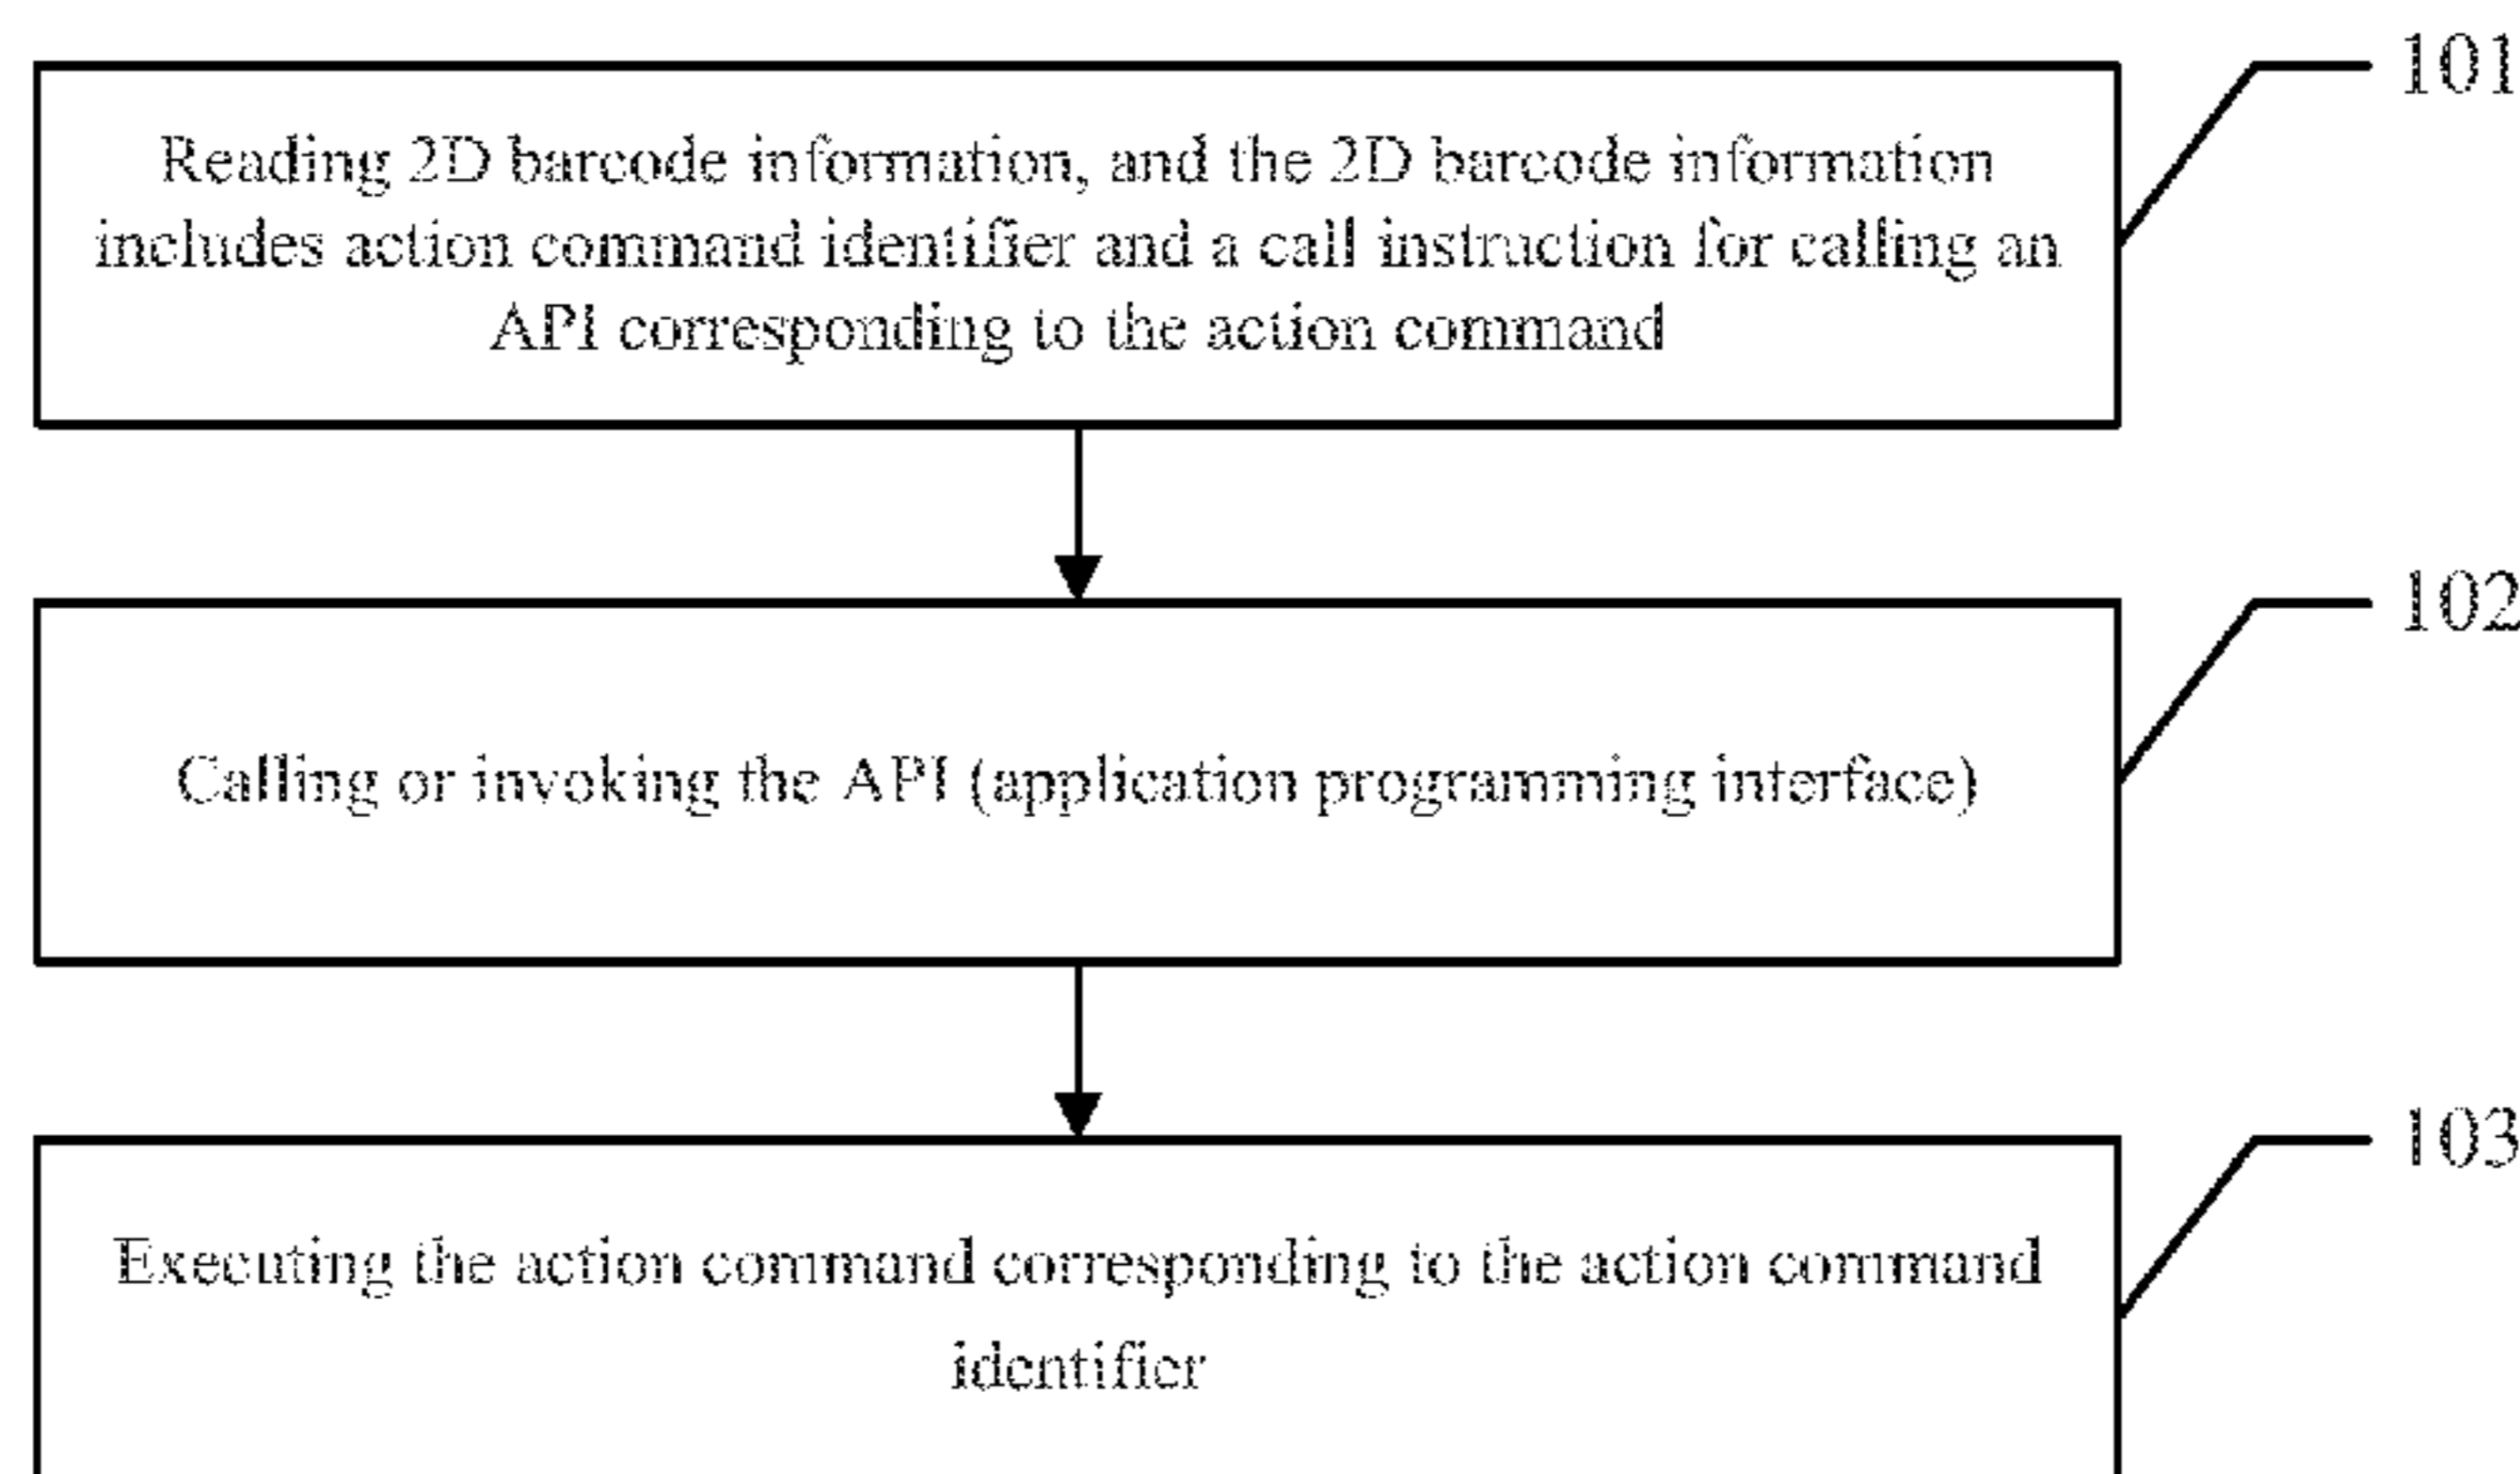 101
Reading 2D barcode information, and the 2D barcode information
includes action command identifier and a call instruction for calling an
API corresponding to the action command
102
Calling or invoking the API (application programming interface)
103
Executing the action command corresponding to the action command
identifier